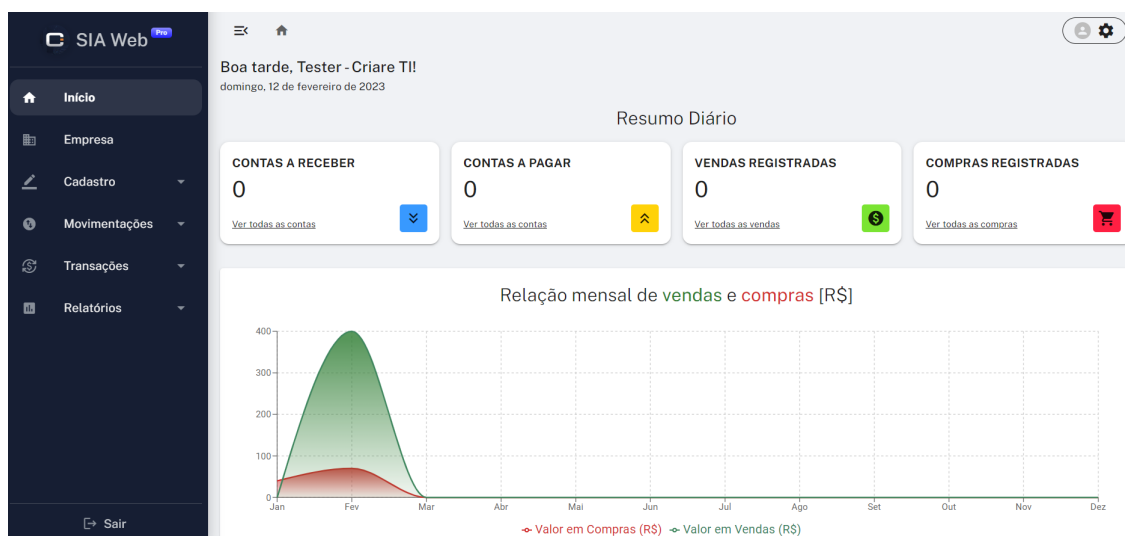 SIA Web Pro
Início
Empresa
Cadastro
Movimentações
Transações
Relatórios
Sair
Boa tarde, Tester - Criare TI!
domingo, 12 de fevereiro de 2023
Resumo Diário
CONTAS A RECEBER
0
Ver todas as contas
CONTAS A PAGAR
0
Ver todas as contas
VENDAS REGISTRADAS
0
Ver todas as vendas
COMPRAS REGISTRADAS
0
Ver todas as compras
Relação mensal de vendas e compras [R$]
400
300
200
100
0
Jan Fev Mar Abr Mai Jun Jul Ago Set Out Nov Dez
Valor em Compras (R$) Valor em Vendas (R$)